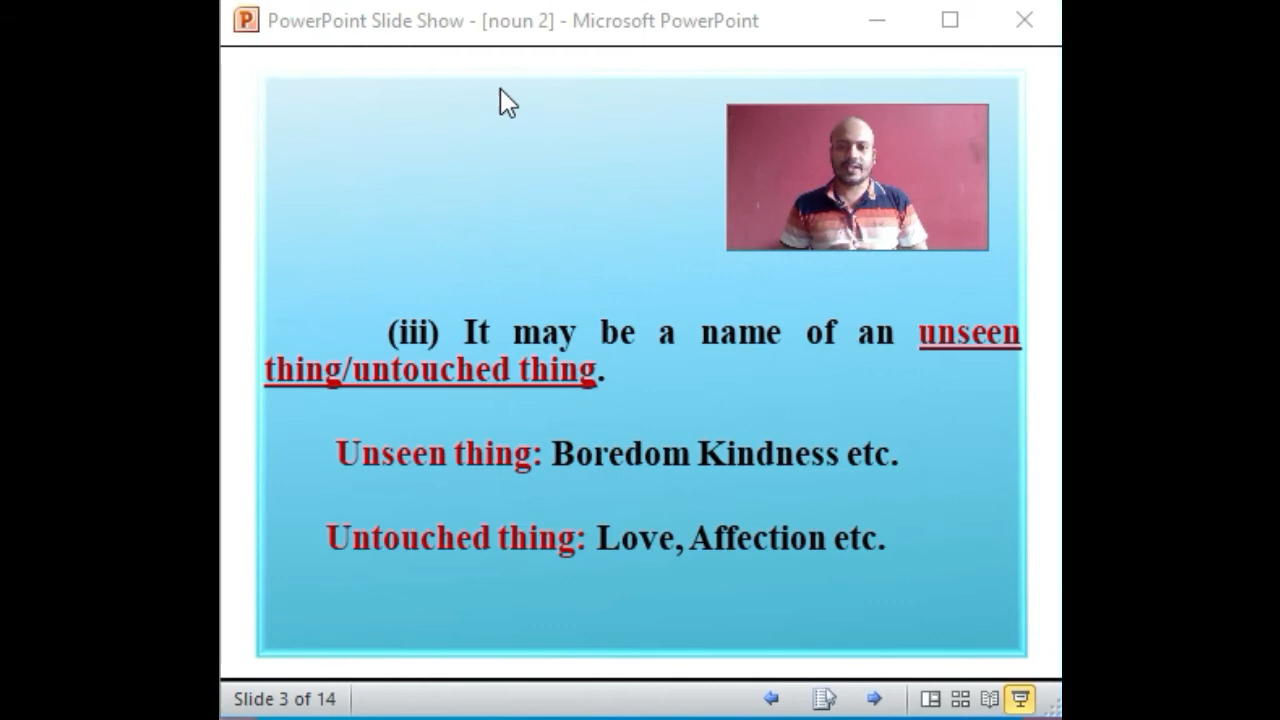 PowerPoint Slide Show - [noun 2] - Microsoft PowerPoint
(iii) It may be a name of an unseen
thing/untouched thing.
Unseen thing: Boredom Kindness etc.
Untouched thing: Love, Affection etc.
Slide 3 of 14